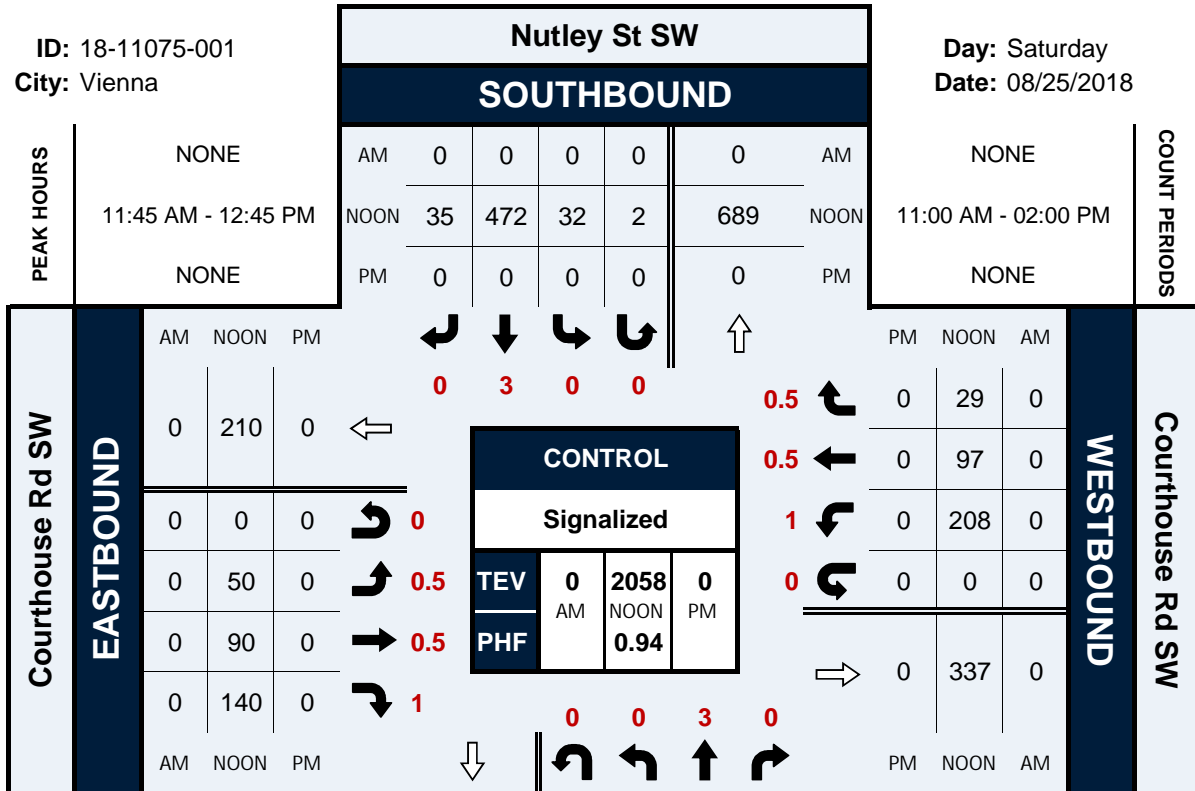 ID: 18-11075-001
City: Vienna
Nutley St SW
SOUTHBOUND
Day: Saturday
Date: 08/25/2018
PEAK HOURS
NONE
11:45 AM - 12:45 PM
NONE
AM 0 0 0 0 0 AM
NOON 35 472 32 2 689 NOON
PM 0 0 0 0 0 PM
NONE
11:00 AM - 02:00 PM
NONE
COUNT PERIODS
0 3 0 0
Courthouse Rd SW
EASTBOUND
AM NOON PM
0 210 0
0 0 0 0
0 50 0 0.5
0 90 0 0.5
0 140 0 1
AM NOON PM
CONTROL
Signalized
TEV 0 2058 0
AM NOON PM
PHF 0.94
PM NOON AM
0.5 0 29 0
0.5 0 97 0
1 0 208 0
0 0 0 0
0 337 0
PM NOON AM
WESTBOUND
Courthouse Rd SW
0 0 3 0